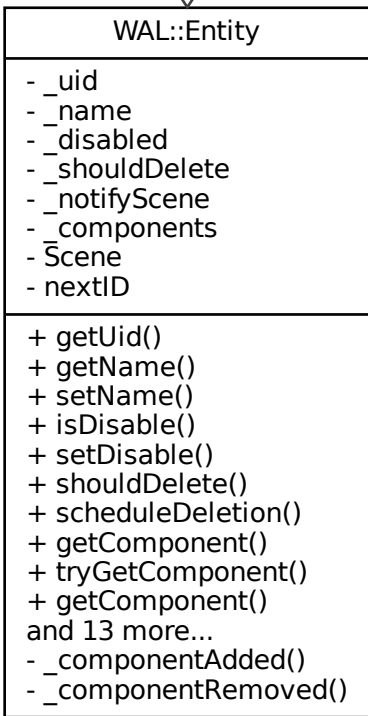 WAL::Entity
- _uid
- _name
- _disabled
- _shouldDelete
- _notifyScene
- _components
- Scene
- nextID
+ getUid()
+ getName()
+ setName()
+ isDisable()
+ setDisable()
+ shouldDelete()
+ scheduleDeletion()
+ getComponent()
+ tryGetComponent()
+ getComponent()
and 13 more...
- _componentAdded()
- _componentRemoved()